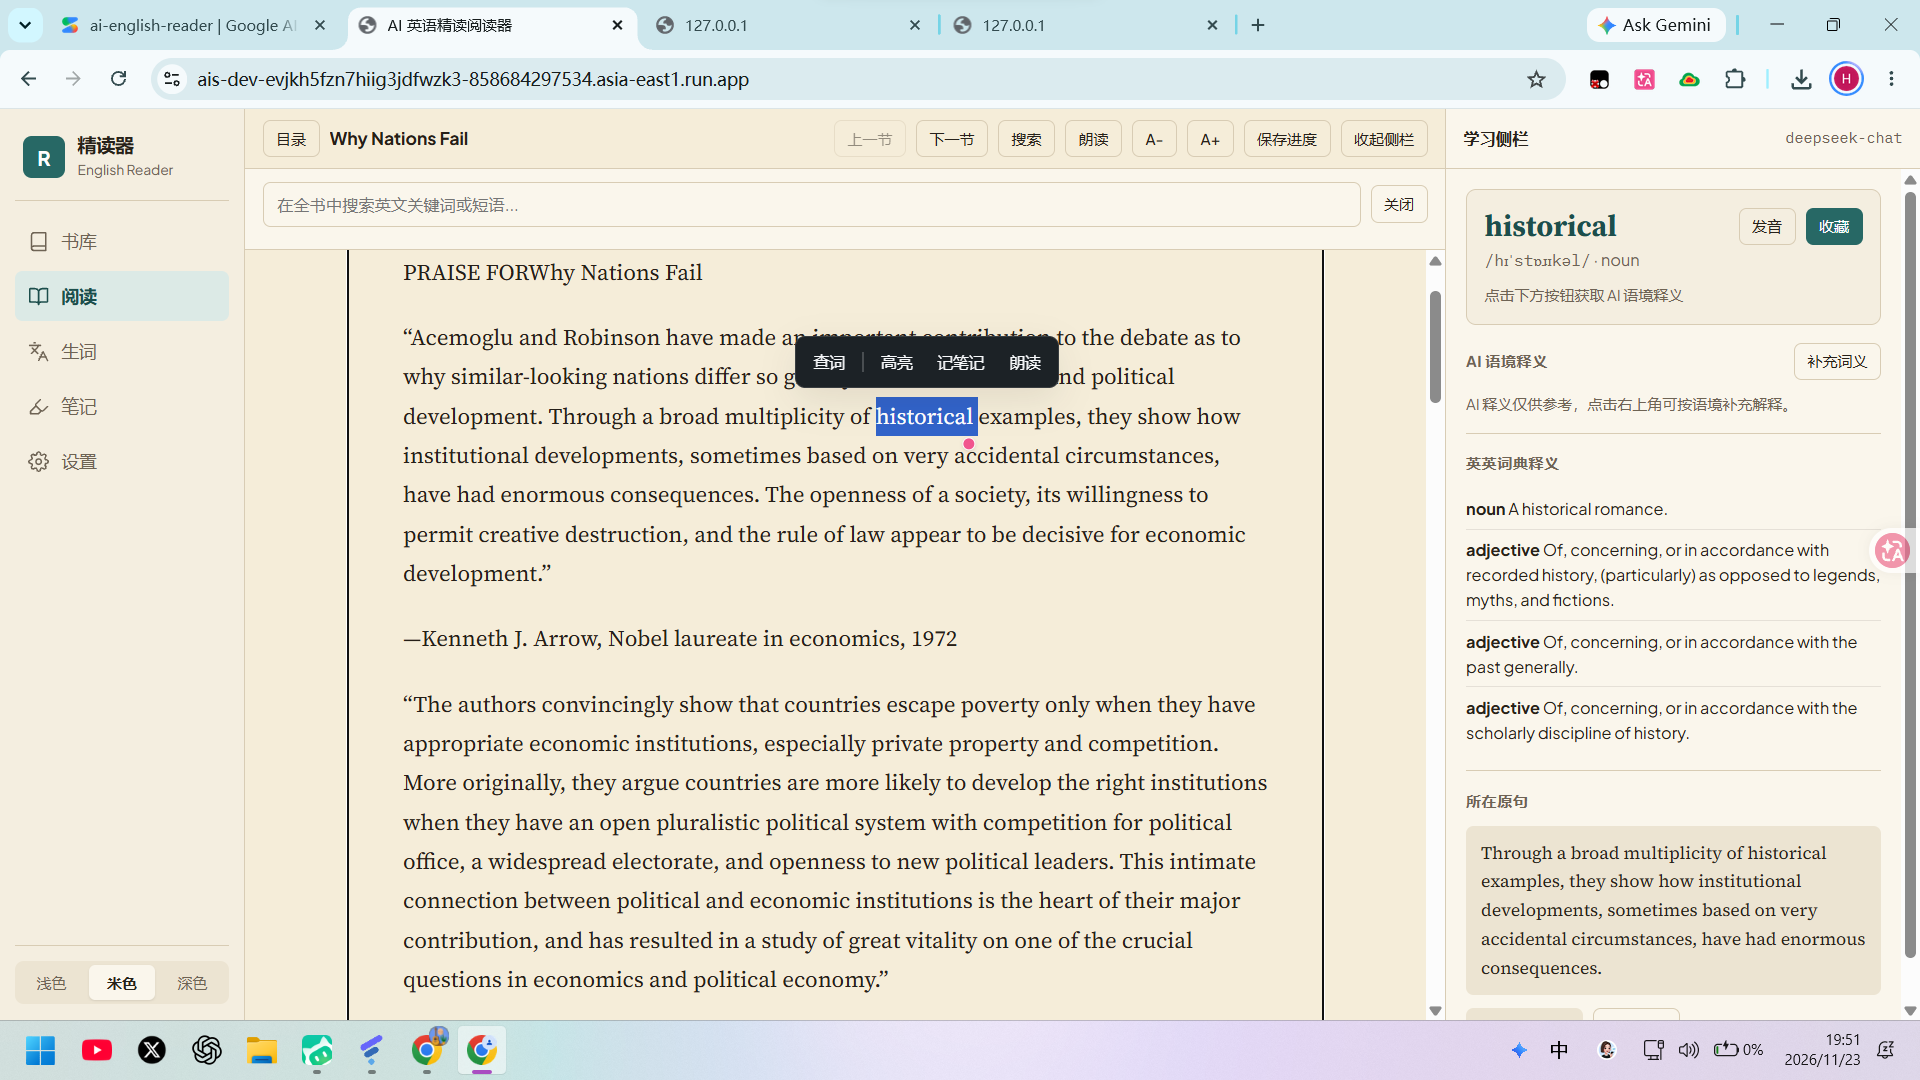 ai-english-reader | Google AI
AI 英语精读阅读器
127.0.0.1
127.0.0.1
Ask Gemini
ais-dev-evjkh5fzn7hiig3jdfwzk3-858684297534.asia-east1.run.app
H
R
精读器
English Reader
书库
阅读
生词
笔记
设置
浅色
米色
深色
目录
Why Nations Fail
上一节
下一节
搜索
朗读
A-
A+
保存进度
收起侧栏
在全书中搜索英文关键词或短语...
关闭
PRAISE FORWhy Nations Fail
“Acemoglu and Robinson have made an important contribution to the debate as to
why similar-looking nations differ so g nd political
development. Through a broad multiplicity of historical examples, they show how
institutional developments, sometimes based on very accidental circumstances,
have had enormous consequences. The openness of a society, its willingness to
permit creative destruction, and the rule of law appear to be decisive for economic
development.”
查词
高亮
记笔记
朗读
—Kenneth J. Arrow, Nobel laureate in economics, 1972
“The authors convincingly show that countries escape poverty only when they have
appropriate economic institutions, especially private property and competition.
More originally, they argue countries are more likely to develop the right institutions
when they have an open pluralistic political system with competition for political
office, a widespread electorate, and openness to new political leaders. This intimate
connection between political and economic institutions is the heart of their major
contribution, and has resulted in a study of great vitality on one of the crucial
questions in economics and political economy.”
学习侧栏
deepseek-chat
historical
发音
收藏
/hɪˈstɒɹɪkəl/ · noun
点击下方按钮获取 AI 语境释义
AI 语境释义
补充词义
AI 释义仅供参考，点击右上角可按语境补充解释。
英英词典释义
noun A historical romance.
adjective Of, concerning, or in accordance with
recorded history, (particularly) as opposed to legends,
myths, and fictions.
adjective Of, concerning, or in accordance with the
past generally.
adjective Of, concerning, or in accordance with the
scholarly discipline of history.
所在原句
Through a broad multiplicity of historical
examples, they show how institutional
developments, sometimes based on very
accidental circumstances, have had enormous
consequences.
中
0%
19:51
2026/11/23